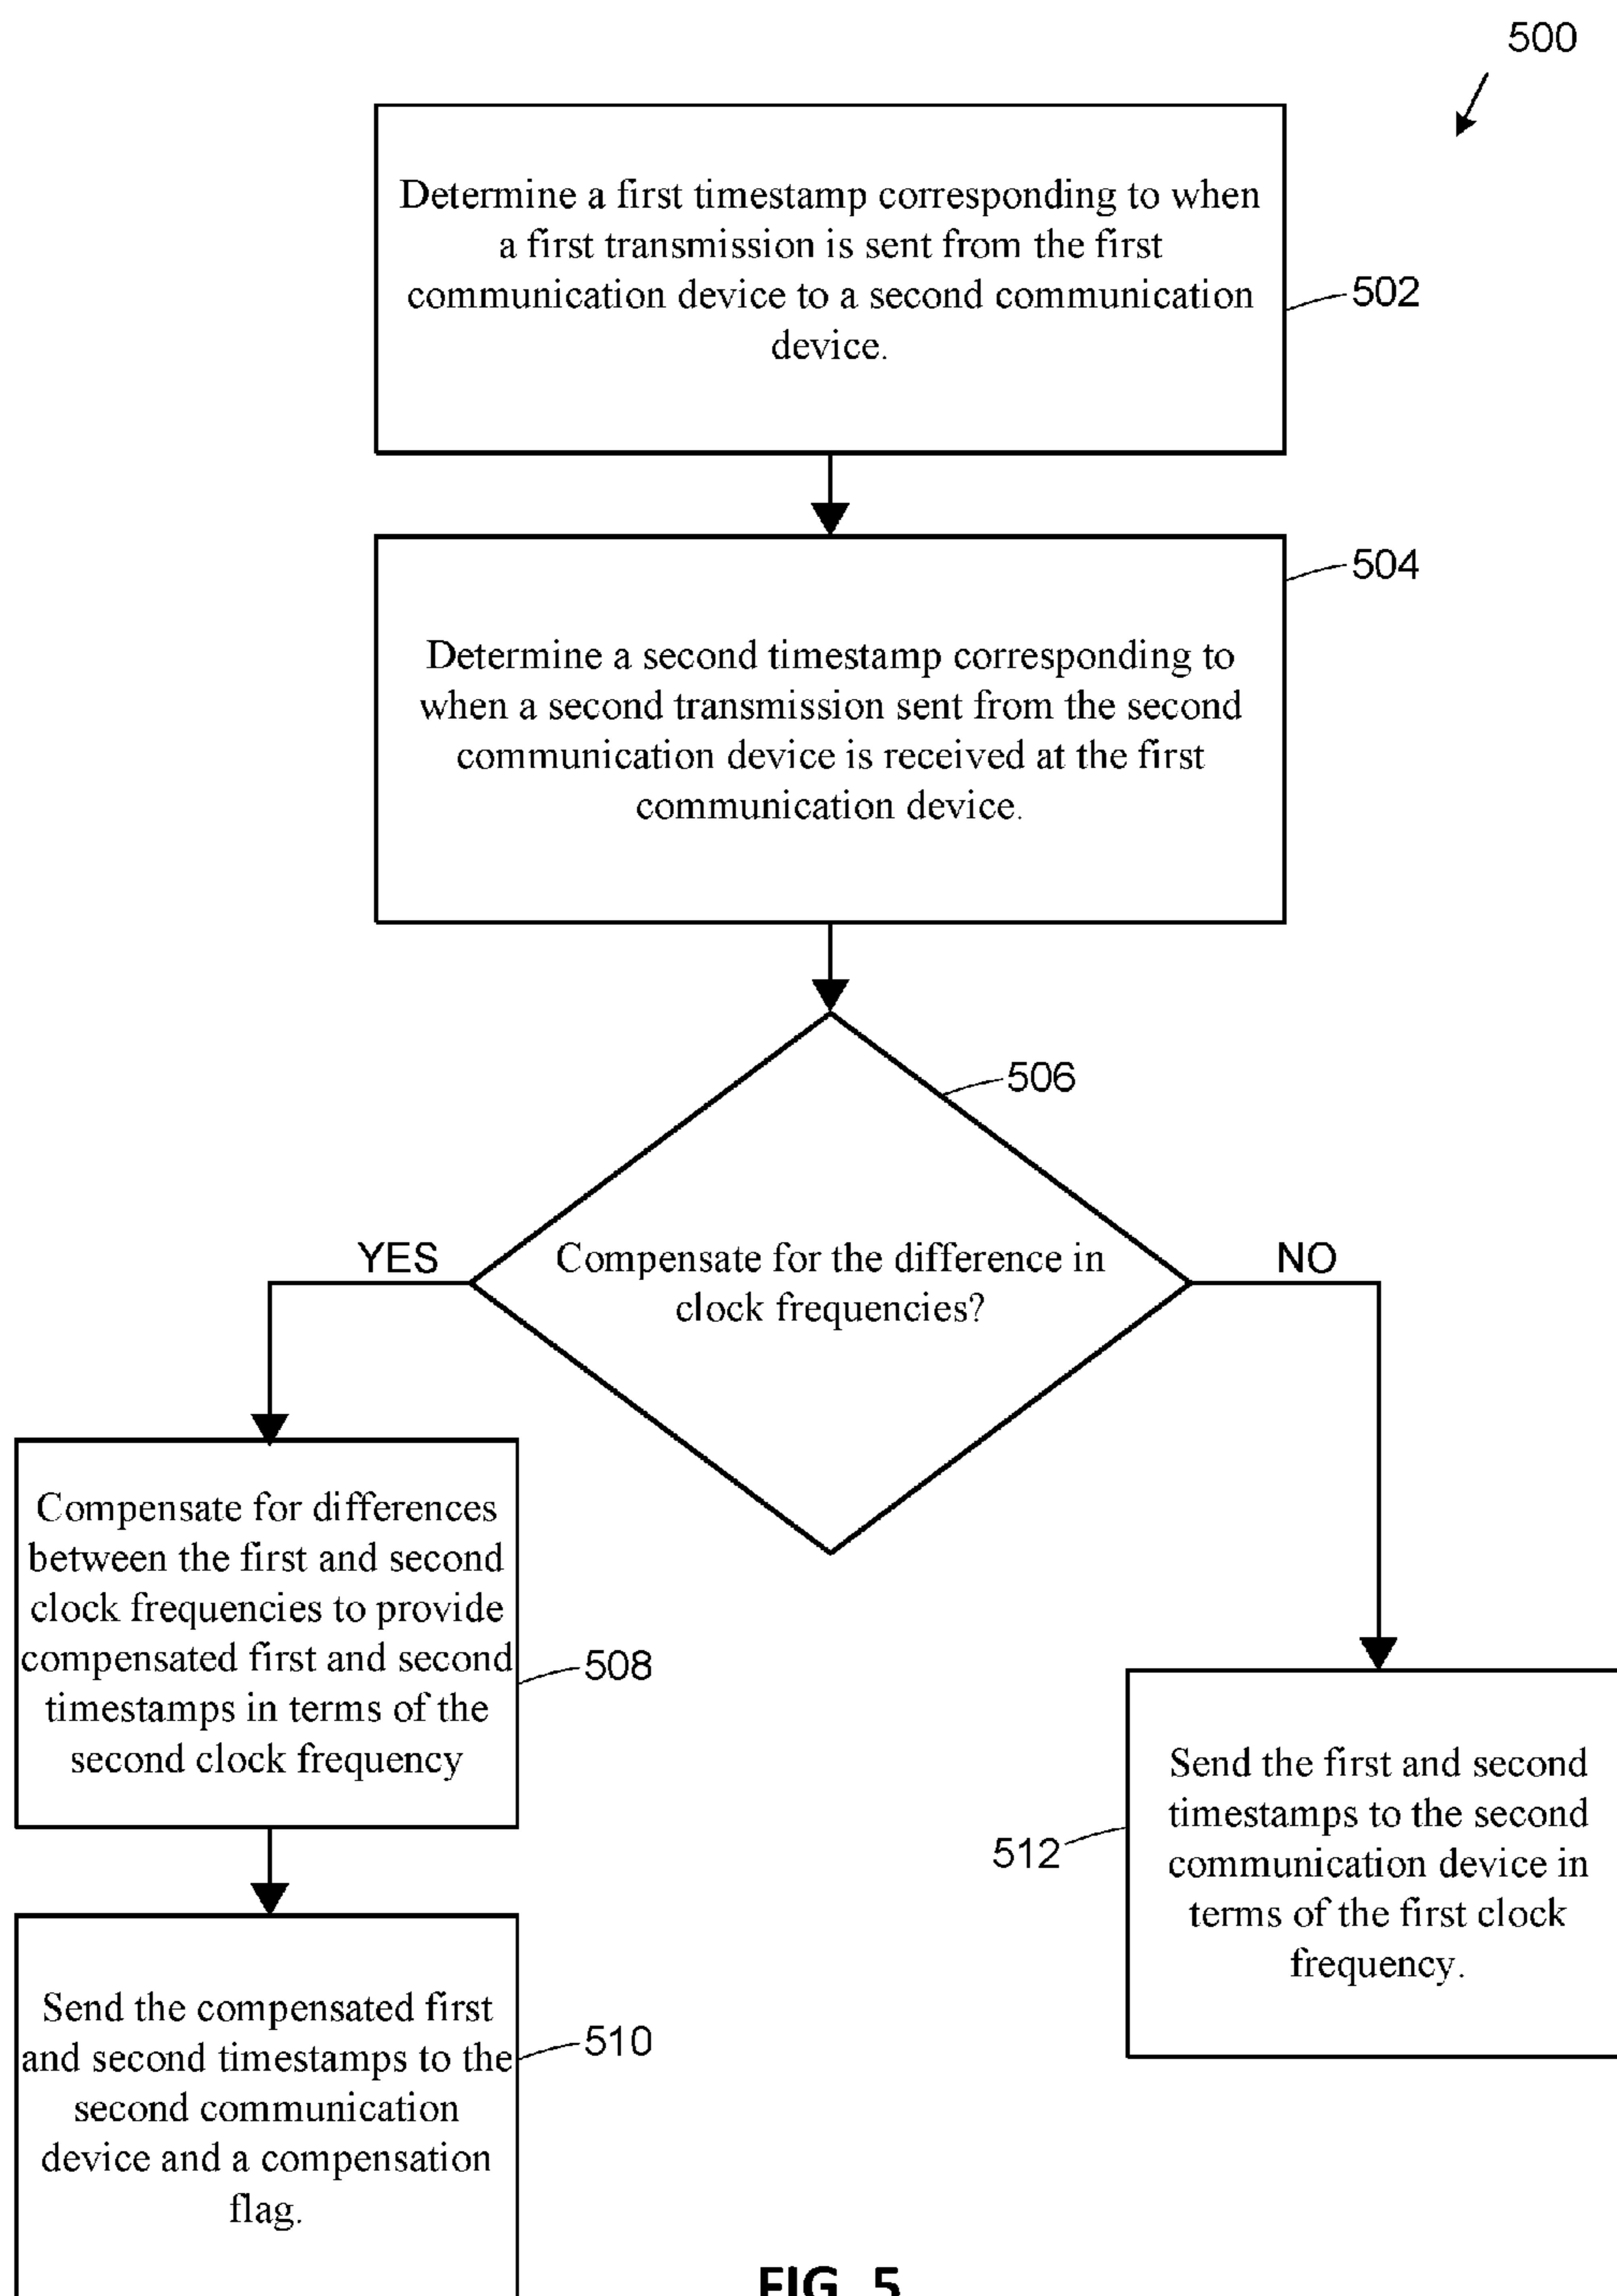 500
Determine a first timestamp corresponding to when
a first transmission is sent from the first
communication device to a second communication
device.
502
504
Determine a second timestamp corresponding to
when a second transmission sent from the second
communication device is received at the first
communication device.
506
Compensate for the difference in
clock frequencies?
YES
NO
Compensate for differences
between the first and second
clock frequencies to provide
compensated first and second
timestamps in terms of the
second clock frequency
508
Send the first and second
timestamps to the second
communication device in
terms of the first clock
frequency.
512
Send the compensated first
and second timestamps to the
second communication
device and a compensation
flag.
510
FIG. 5